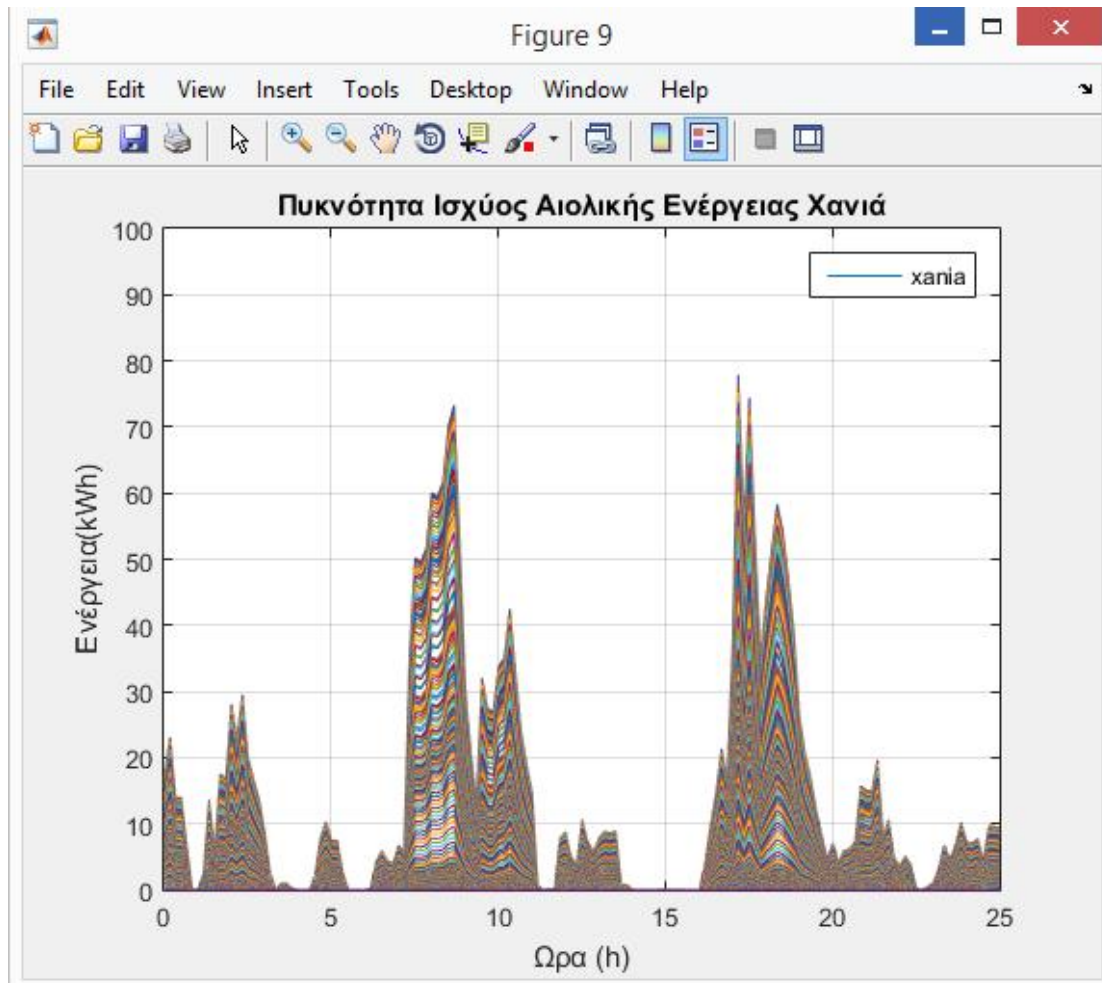 Figure 9
File Edit View Insert Tools Desktop Window Help
Πυκνότητα Ισχύος Αιολικής Ενέργειας Χανιά
xania
Ενέργεια(kWh)
100
90
80
70
60
50
40
30
20
10
0
0 5 10 15 20 25
Ωρα (h)